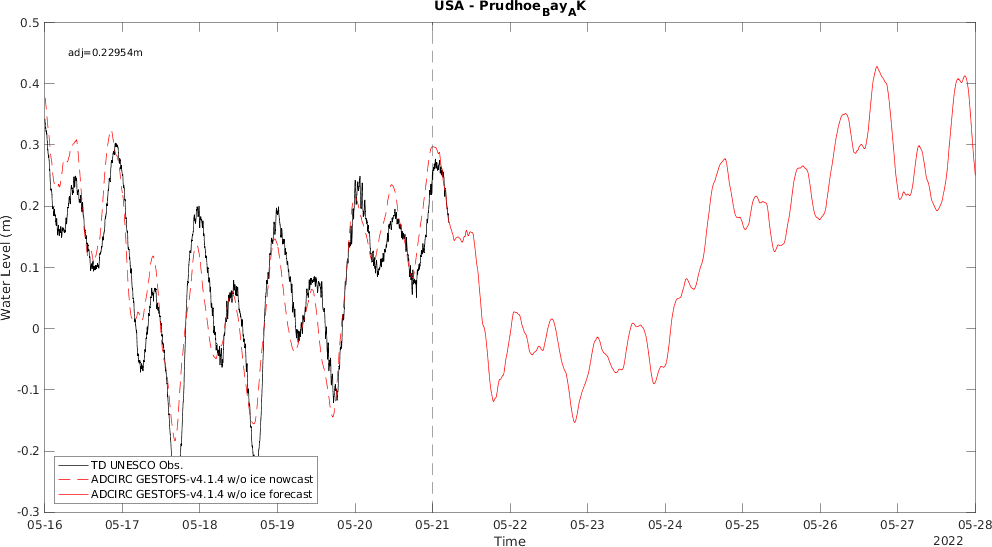 USA - PrudhoeBayAK
adj=0.22954m
Water Level (m)
0.5
0.4
0.3
0.2
0.1
0
-0.1
-0.2
-0.3
TD UNESCO Obs.
ADCIRC GESTOFS-v4.1.4 w/o ice nowcast
ADCIRC GESTOFS-v4.1.4 w/o ice forecast
05-16 05-17 05-18 05-19 05-20 05-21 05-22 05-23 05-24 05-25 05-26 05-27 05-28
Time
2022